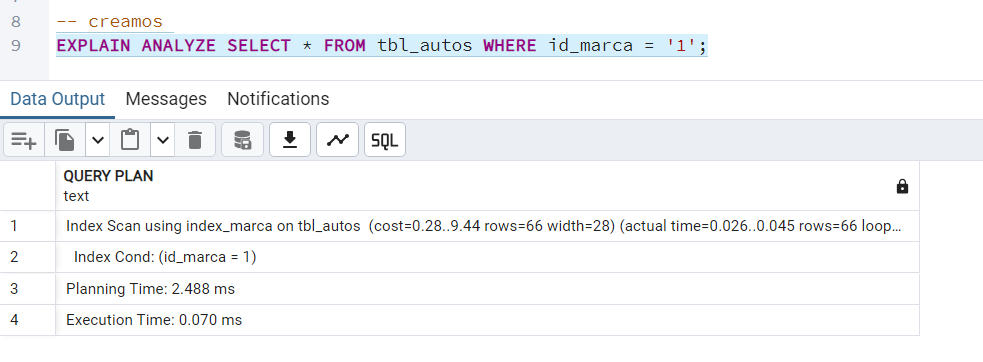 8 -- creamos
9 EXPLAIN ANALYZE SELECT * FROM tbl_autos WHERE id_marca = '1';
Data Output Messages Notifications
SQL
QUERY PLAN
text
1 Index Scan using index_marca on tbl_autos (cost=0.28..9.44 rows=66 width=28) (actual time=0.026..0.045 rows=66 loop...
2 Index Cond: (id_marca = 1)
3 Planning Time: 2.488 ms
4 Execution Time: 0.070 ms